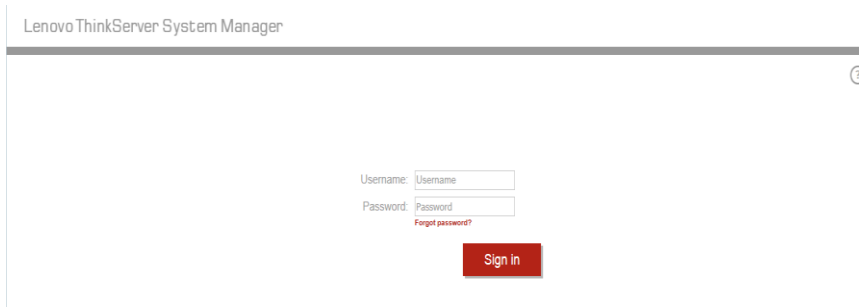 Lenovo ThinkServer System Manager
?
Username: Username
Password: Password
Forgot password?
Sign in